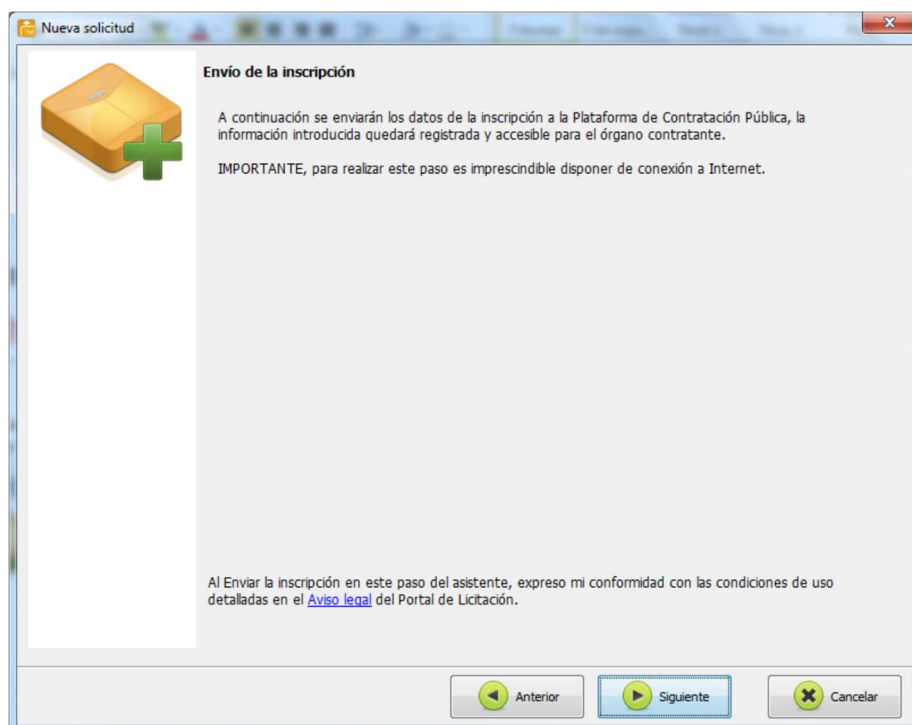 Nueva solicitud
Envío de la inscripción
A continuación se enviarán los datos de la inscripción a la Plataforma de Contratación Pública, la
información introducida quedará registrada y accesible para el órgano contratante.
IMPORTANTE, para realizar este paso es imprescindible disponer de conexión a Internet.
Al Enviar la inscripción en este paso del asistente, expreso mi conformidad con las condiciones de uso
detalladas en el Aviso legal del Portal de Licitación.
Anterior
Siguiente
Cancelar